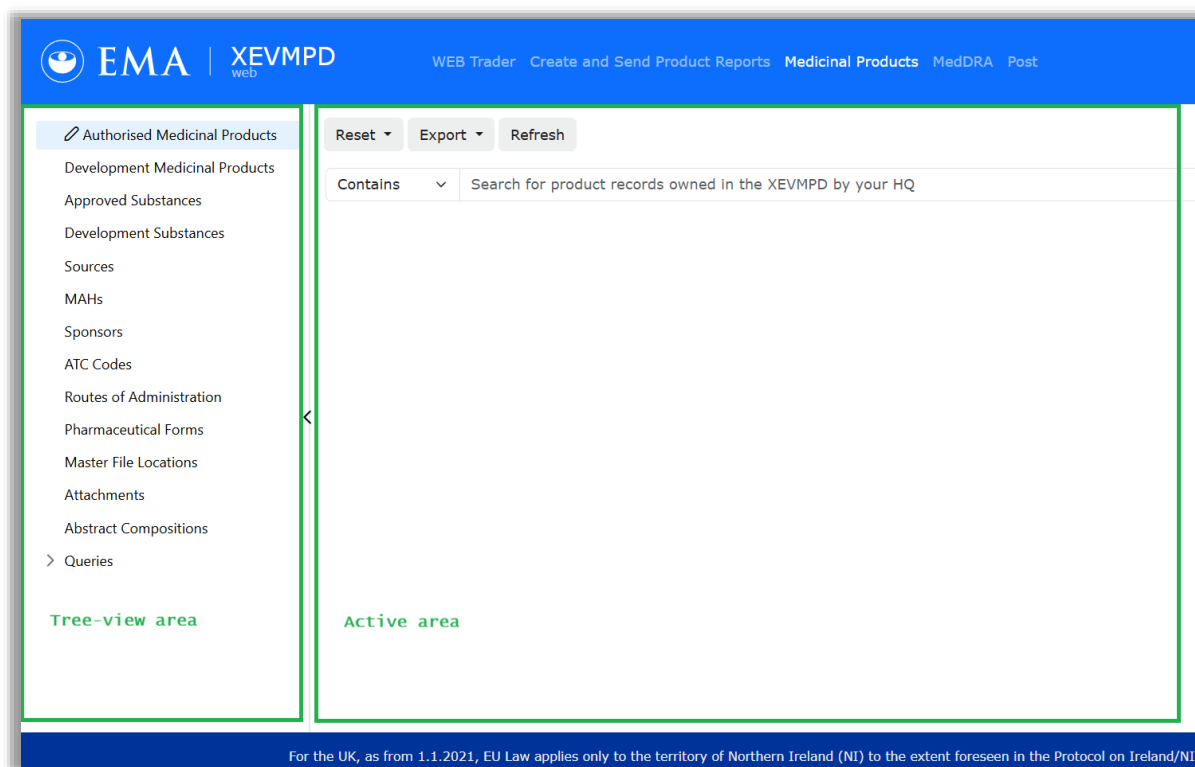 EMA | XEVMPD
web
WEB Trader Create and Send Product Reports Medicinal Products MedDRA Post
Authorised Medicinal Products
Development Medicinal Products
Approved Substances
Development Substances
Sources
MAHs
Sponsors
ATC Codes
Routes of Administration
Pharmaceutical Forms
Master File Locations
Attachments
Abstract Compositions
Queries
Tree-view area
Reset Export Refresh
Contains Search for product records owned in the XEVMPD by your HQ
Active area
For the UK, as from 1.1.2021, EU Law applies only to the territory of Northern Ireland (NI) to the extent foreseen in the Protocol on Ireland/NI